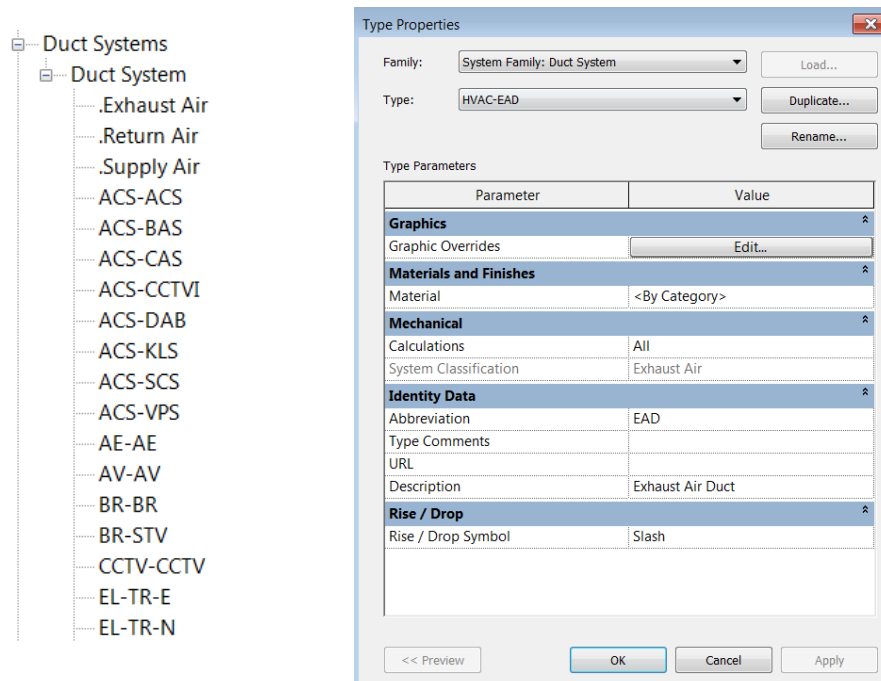 Duct Systems
Duct System
.Exhaust Air
.Return Air
.Supply Air
ACS-ACS
ACS-BAS
ACS-CAS
ACS-CCTVI
ACS-DAB
ACS-KLS
ACS-SCS
ACS-VPS
AE-AE
AV-AV
BR-BR
BR-STV
CCTV-CCTV
EL-TR-E
EL-TR-N
Type Properties
Family: System Family: Duct System Load...
Type: HVAC-EAD Duplicate...
Rename...
Type Parameters
Parameter Value
Graphics
Graphic Overrides Edit...
Materials and Finishes
Material <By Category>
Mechanical
Calculations All
System Classification Exhaust Air
Identity Data
Abbreviation EAD
Type Comments
URL
Description Exhaust Air Duct
Rise / Drop
Rise / Drop Symbol Slash
<< Preview OK Cancel Apply